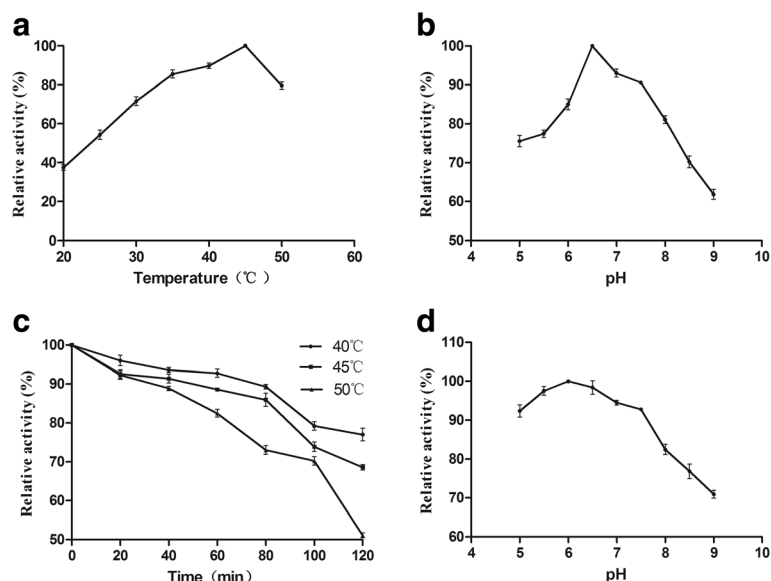 a
Relative activity (%)
100
80
60
40
20
0
20 30 40 50 60
Temperature（℃）
b
Relative activity (%)
100
90
80
70
60
50
4 5 6 7 8 9 10
pH
c
Relative activity (%)
100
90
80
70
60
50
0 20 40 60 80 100 120
Time (min)
40℃
45℃
50℃
d
Relative activity (%)
110
100
90
80
70
60
4 5 6 7 8 9 10
pH